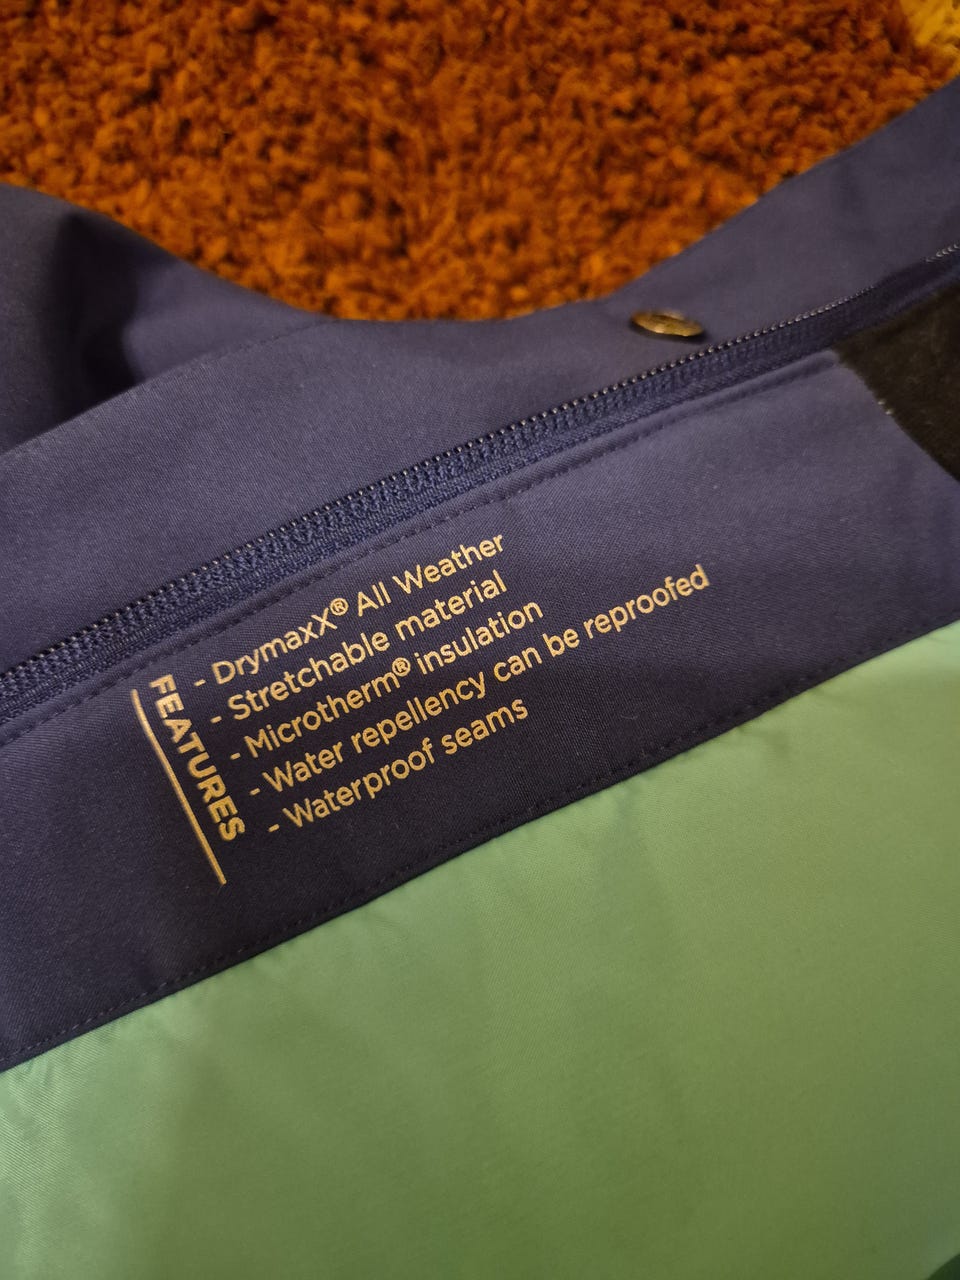 FEATURES
- DrymaxX® All Weather
- Stretchable material
- Microtherm® insulation
- Water repellency can be reproofed
- Waterproof seams